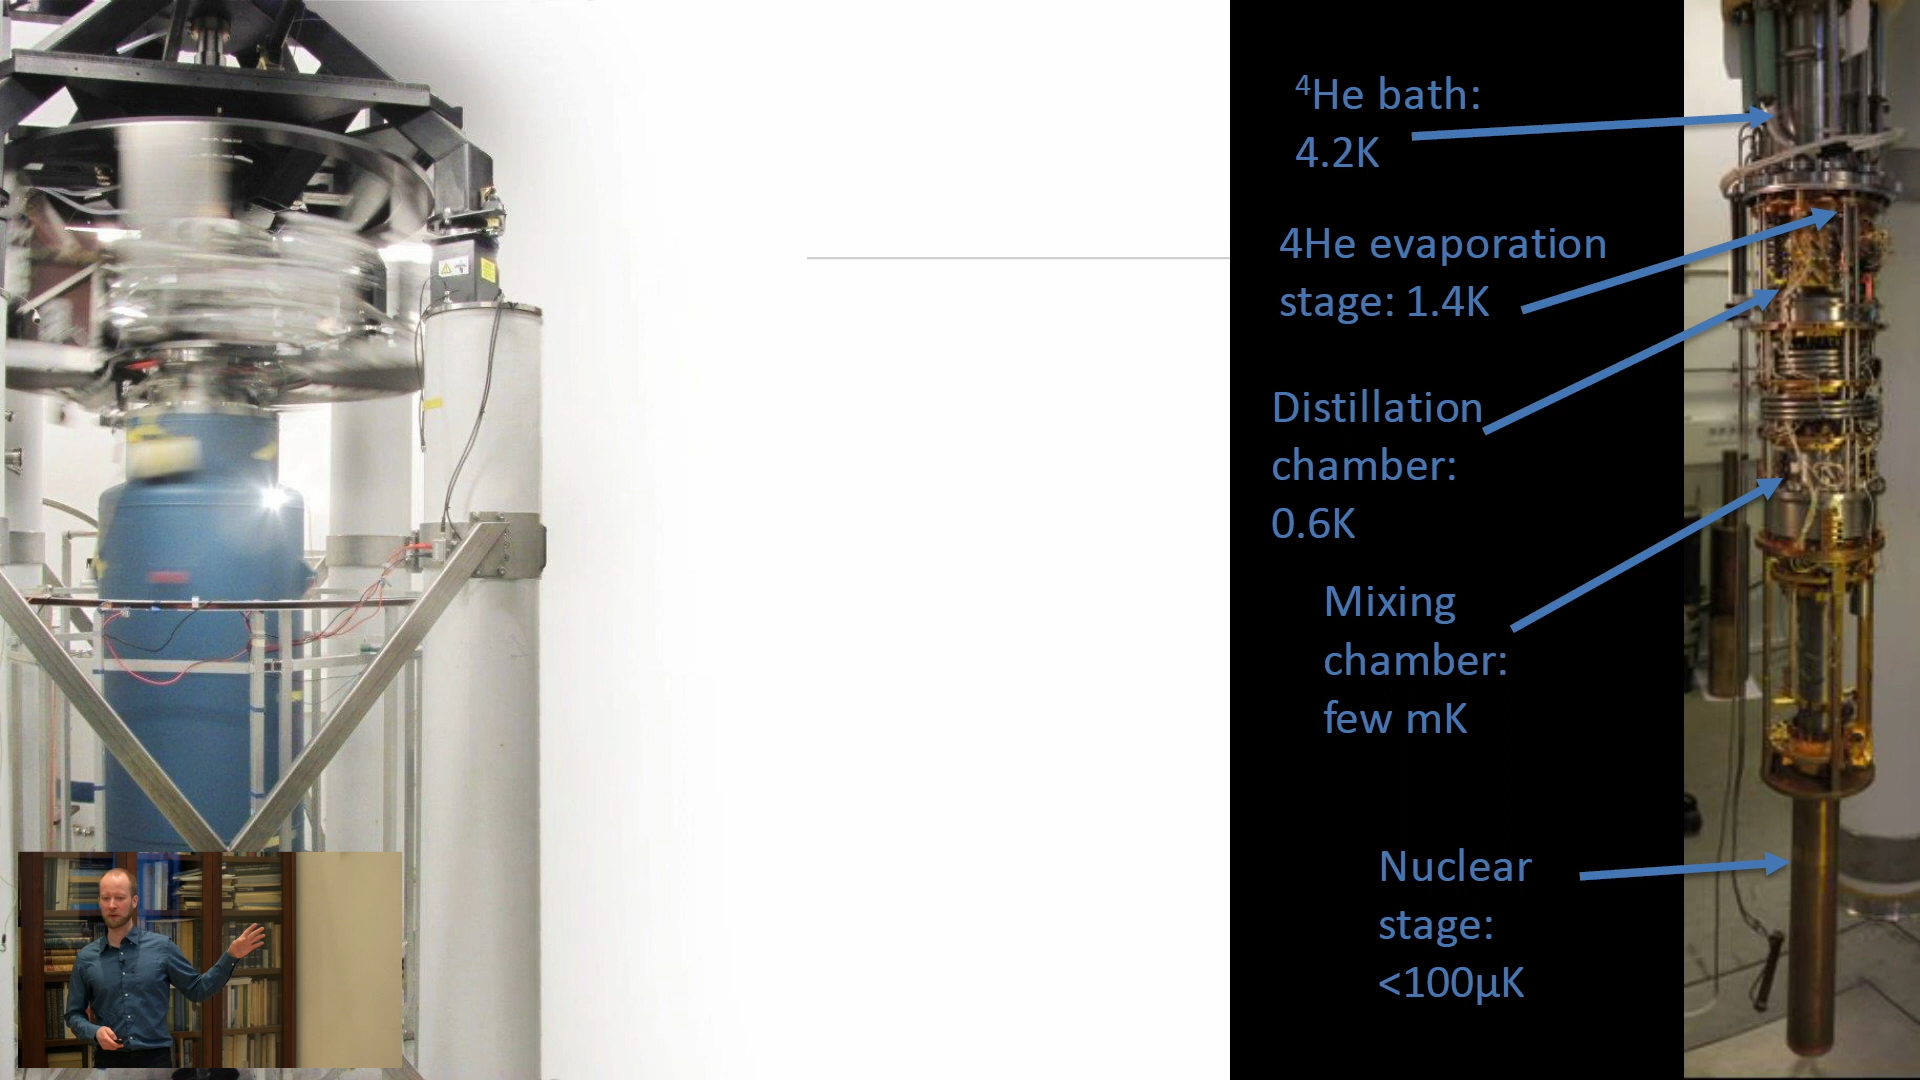 ⁴He bath:
4.2K
4He evaporation
stage: 1.4K
Distillation
chamber:
0.6K
Mixing
chamber:
few mK
Nuclear
stage:
<100µK